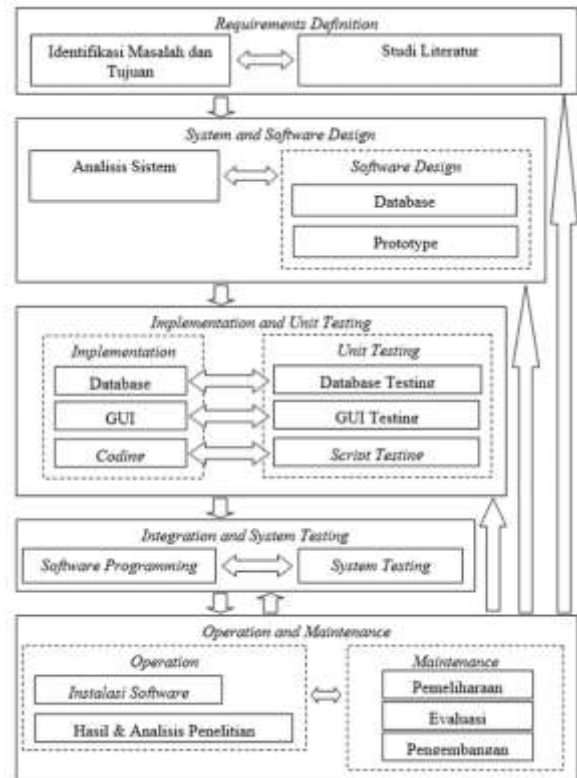 Requirements Definition
Identifikasi Masalah dan
Tujuan
Studi Literatur
System and Software Design
Analisis Sistem
Software Design
Database
Prototype
Implementation and Unit Testing
Implementation
Database
GUI
Coding
Unit Testing
Database Testing
GUI Testing
Script Testing
Integration and System Testing
Software Programming
System Testing
Operation and Maintenance
Operation
Instalasi Software
Hasil & Analisis Penelitian
Maintenance
Pemeliharaan
Evaluasi
Pengembangan